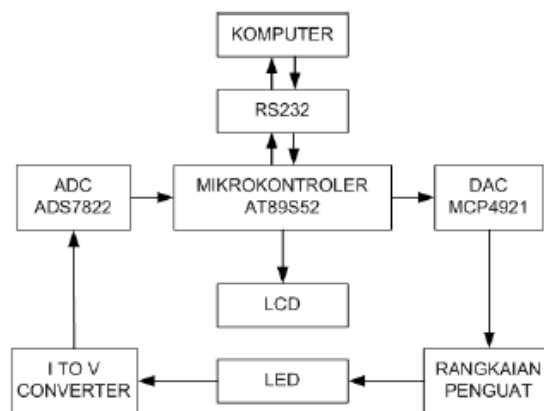 KOMPUTER
RS232
ADC
ADS7822
MIKROKONTROLER
AT89S52
DAC
MCP4921
LCD
I TO V
CONVERTER
LED
RANGKAIAN
PENGUAT